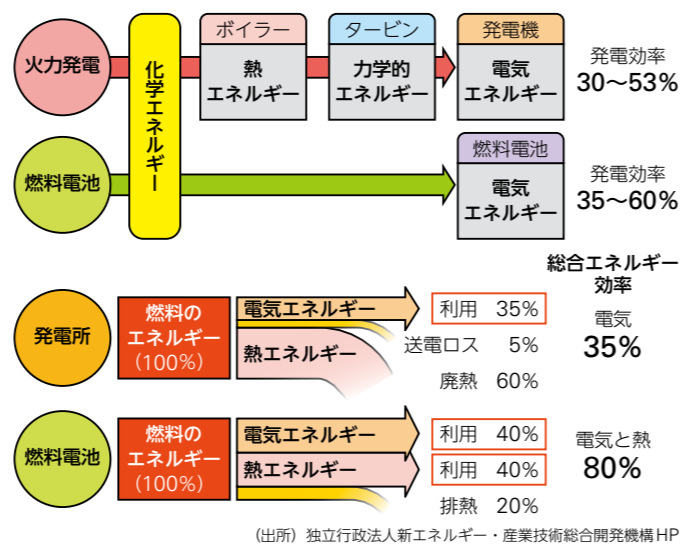 火力発電
化学エネルギー
ボイラー
熱
エネルギー
タービン
力学的
エネルギー
発電機
電気
エネルギー
発電効率
30〜53%
燃料電池
燃料電池
電気
エネルギー
発電効率
35〜60%
総合エネルギー
効率
発電所
燃料の
エネルギー
(100%)
電気エネルギー
熱エネルギー
利用 35%
送電ロス 5%
廃熱 60%
電気
35%
燃料電池
燃料の
エネルギー
(100%)
電気エネルギー
熱エネルギー
利用 40%
利用 40%
排熱 20%
電気と熱
80%
(出所) 独立行政法人新エネルギー・産業技術総合開発機構HP